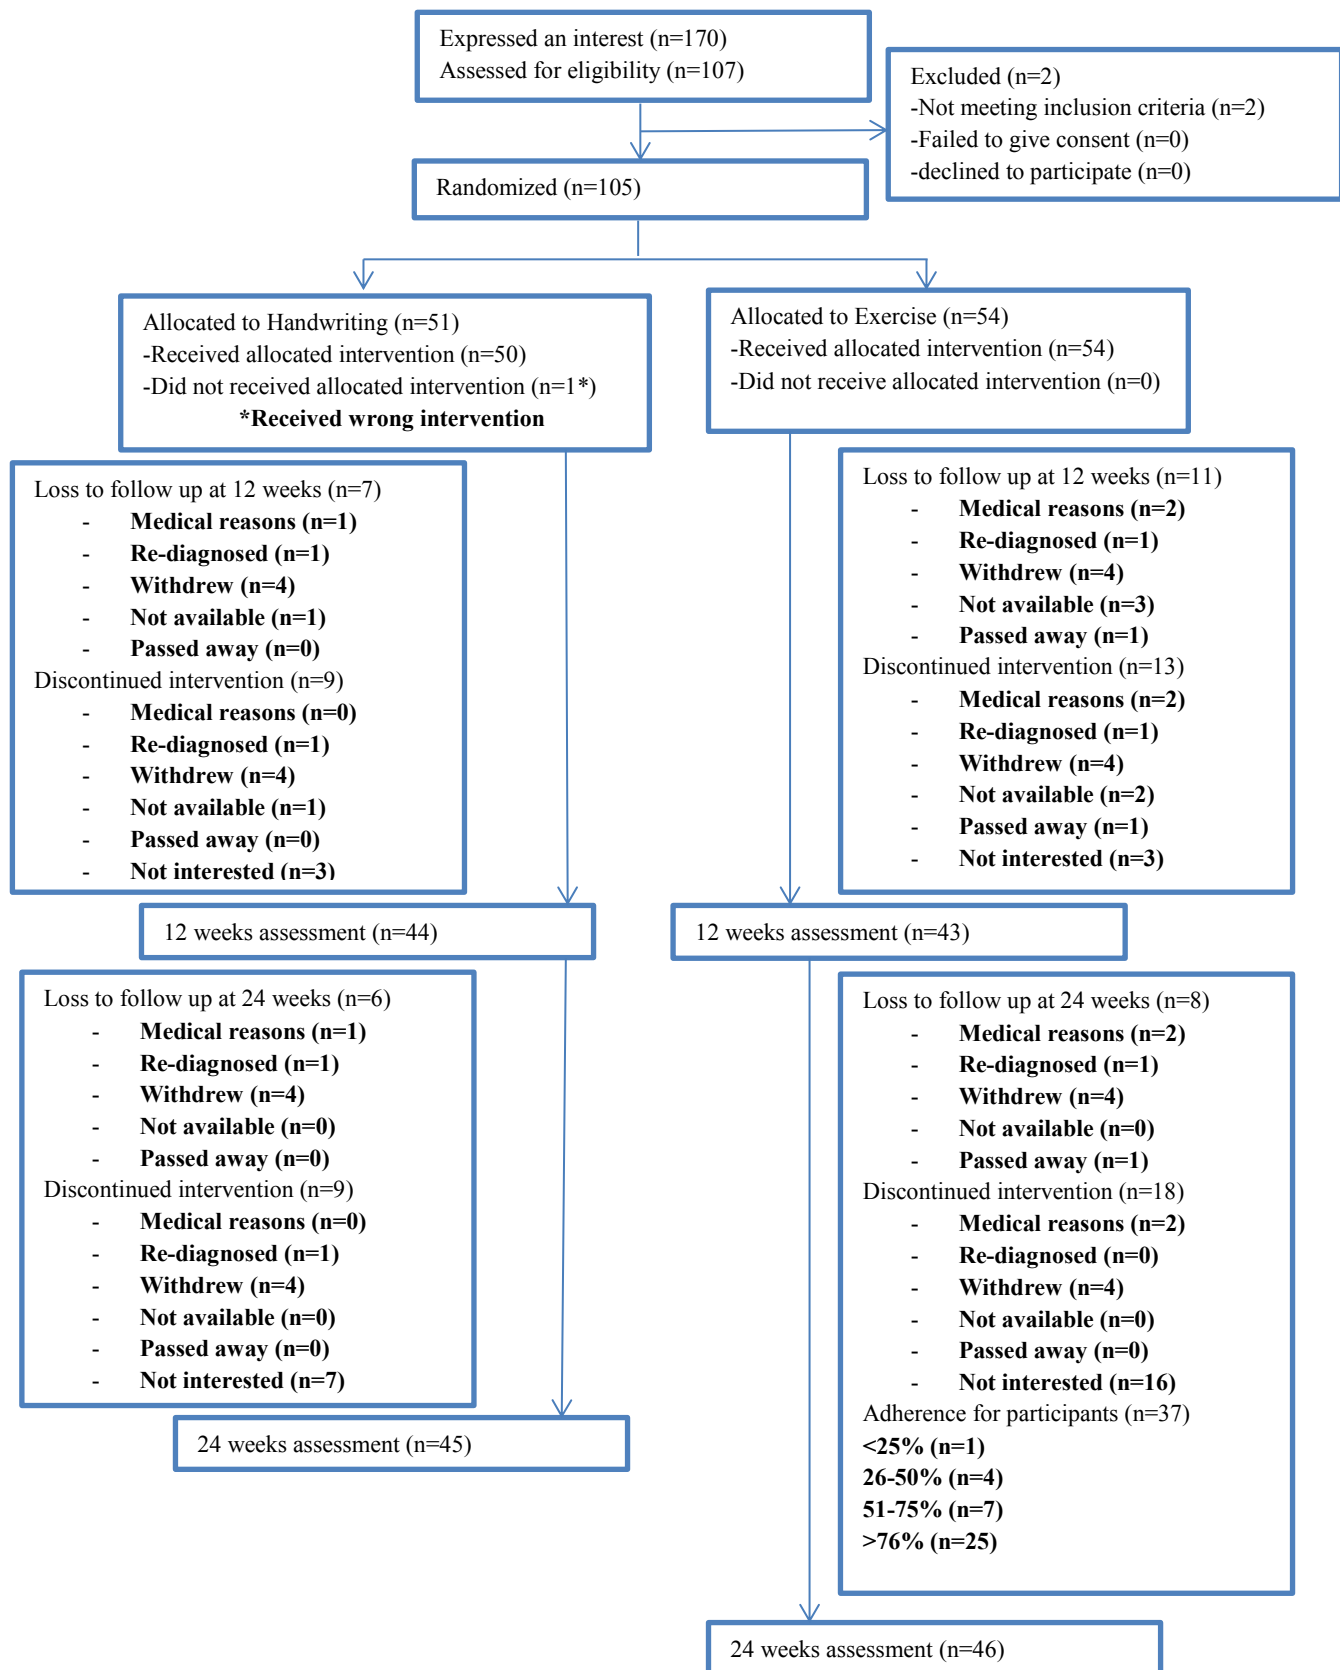 Expressed an interest (n=170)
Assessed for eligibility (n=107)
Excluded (n=2)
-Not meeting inclusion criteria (n=2)
-Failed to give consent (n=0)
-declined to participate (n=0)
Randomized (n=105)
Allocated to Handwriting (n=51)
-Received allocated intervention (n=50)
-Did not received allocated intervention (n=1*)
*Received wrong intervention
Allocated to Exercise (n=54)
-Received allocated intervention (n=54)
-Did not receive allocated intervention (n=0)
Loss to follow up at 12 weeks (n=7)
- Medical reasons (n=1)
- Re-diagnosed (n=1)
- Withdrew (n=4)
- Not available (n=1)
- Passed away (n=0)
Discontinued intervention (n=9)
- Medical reasons (n=0)
- Re-diagnosed (n=1)
- Withdrew (n=4)
- Not available (n=1)
- Passed away (n=0)
- Not interested (n=3)
Loss to follow up at 12 weeks (n=11)
- Medical reasons (n=2)
- Re-diagnosed (n=1)
- Withdrew (n=4)
- Not available (n=3)
- Passed away (n=1)
Discontinued intervention (n=13)
- Medical reasons (n=2)
- Re-diagnosed (n=1)
- Withdrew (n=4)
- Not available (n=2)
- Passed away (n=1)
- Not interested (n=3)
12 weeks assessment (n=44)
12 weeks assessment (n=43)
Loss to follow up at 24 weeks (n=6)
- Medical reasons (n=1)
- Re-diagnosed (n=1)
- Withdrew (n=4)
- Not available (n=0)
- Passed away (n=0)
Discontinued intervention (n=9)
- Medical reasons (n=0)
- Re-diagnosed (n=1)
- Withdrew (n=4)
- Not available (n=0)
- Passed away (n=0)
- Not interested (n=7)
Loss to follow up at 24 weeks (n=8)
- Medical reasons (n=2)
- Re-diagnosed (n=1)
- Withdrew (n=4)
- Not available (n=0)
- Passed away (n=1)
Discontinued intervention (n=18)
- Medical reasons (n=2)
- Re-diagnosed (n=0)
- Withdrew (n=4)
- Not available (n=0)
- Passed away (n=0)
- Not interested (n=16)
Adherence for participants (n=37)
<25% (n=1)
26-50% (n=4)
51-75% (n=7)
>76% (n=25)
24 weeks assessment (n=45)
24 weeks assessment (n=46)